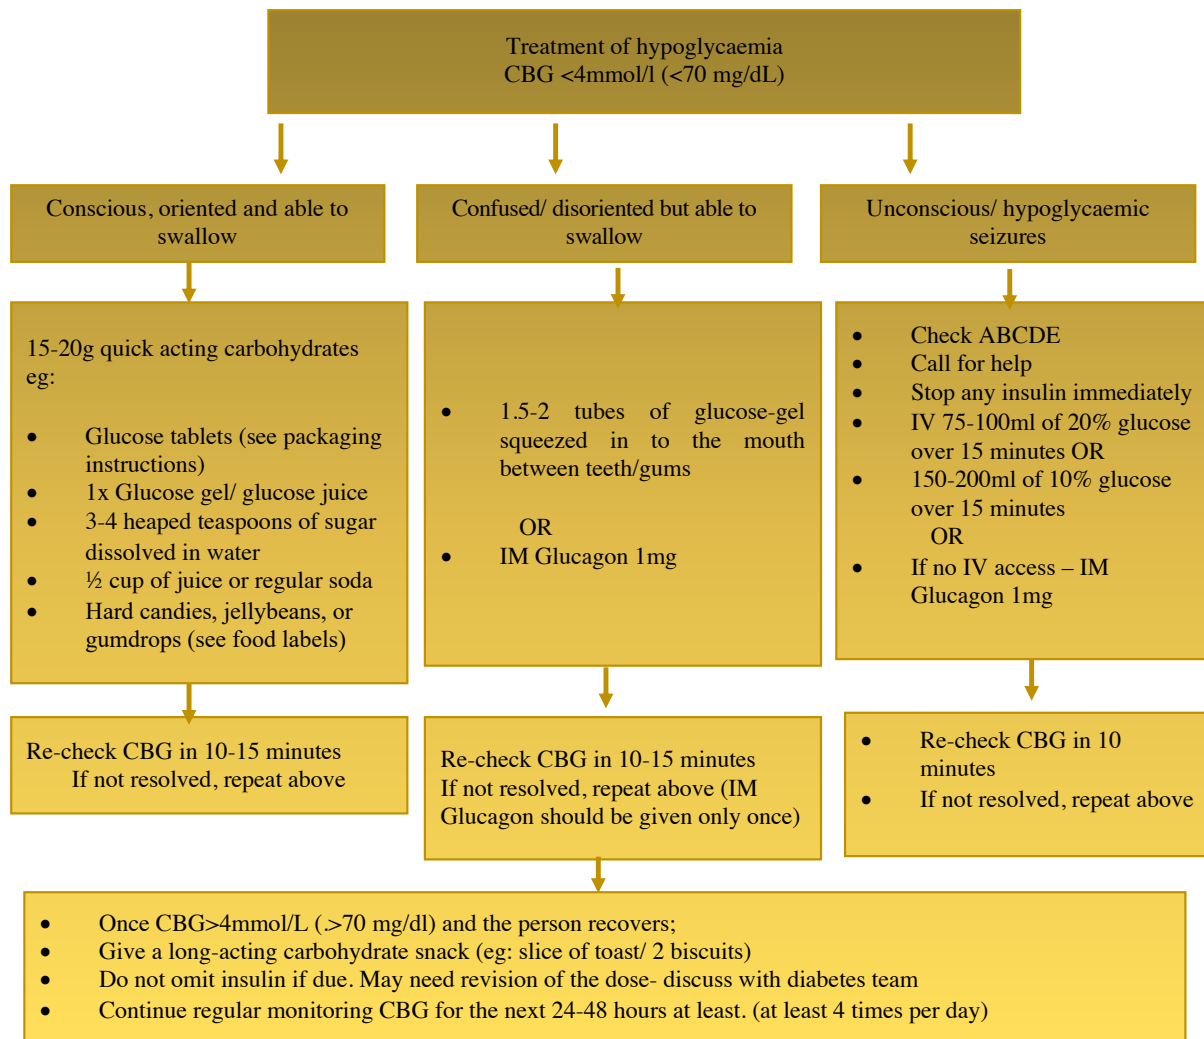 Treatment of hypoglycaemia
CBG <4mmol/l (<70 mg/dL)
Conscious, oriented and able to
swallow
Confused/ disoriented but able to
swallow
Unconscious/ hypoglycaemic
seizures
15-20g quick acting carbohydrates
eg:
• Glucose tablets (see packaging
instructions)
• 1x Glucose gel/ glucose juice
• 3-4 heaped teaspoons of sugar
dissolved in water
• ½ cup of juice or regular soda
• Hard candies, jellybeans, or
gumdrops (see food labels)
• 1.5-2 tubes of glucose-gel
squeezed in to the mouth
between teeth/gums
OR
• IM Glucagon 1mg
• Check ABCDE
• Call for help
• Stop any insulin immediately
• IV 75-100ml of 20% glucose
over 15 minutes OR
• 150-200ml of 10% glucose
over 15 minutes
OR
• If no IV access – IM
Glucagon 1mg
Re-check CBG in 10-15 minutes
If not resolved, repeat above
Re-check CBG in 10-15 minutes
If not resolved, repeat above (IM
Glucagon should be given only once)
• Re-check CBG in 10
minutes
• If not resolved, repeat above
• Once CBG>4mmol/L (.>70 mg/dl) and the person recovers;
• Give a long-acting carbohydrate snack (eg: slice of toast/ 2 biscuits)
• Do not omit insulin if due. May need revision of the dose- discuss with diabetes team
• Continue regular monitoring CBG for the next 24-48 hours at least. (at least 4 times per day)